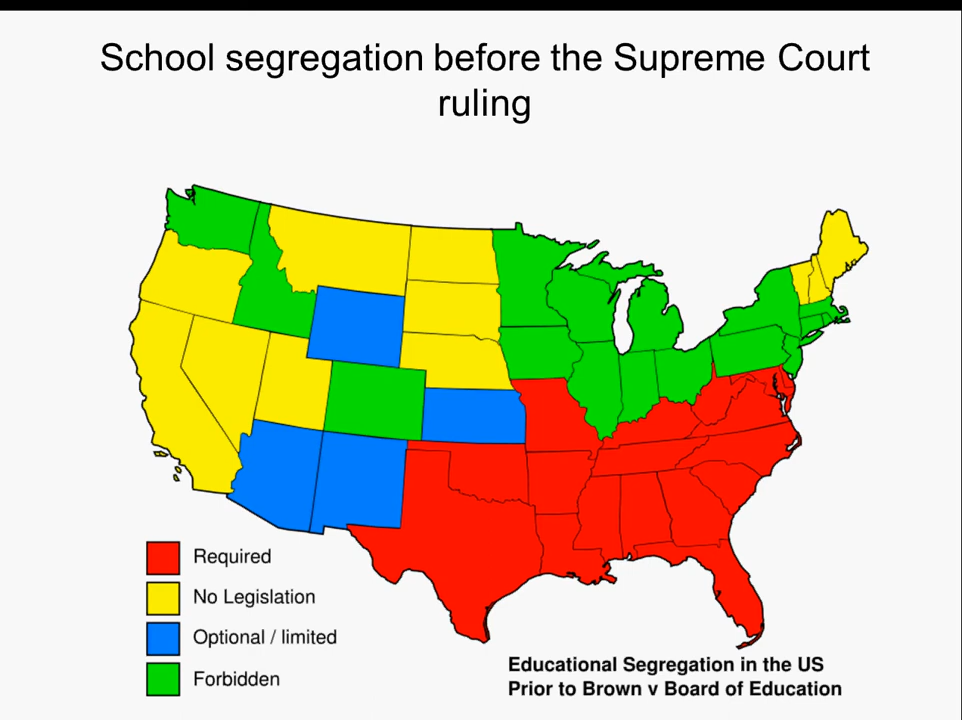 School segregation before the Supreme Court
ruling
Required
No Legislation
Optional / limited
Forbidden
Educational Segregation in the US
Prior to Brown v Board of Education